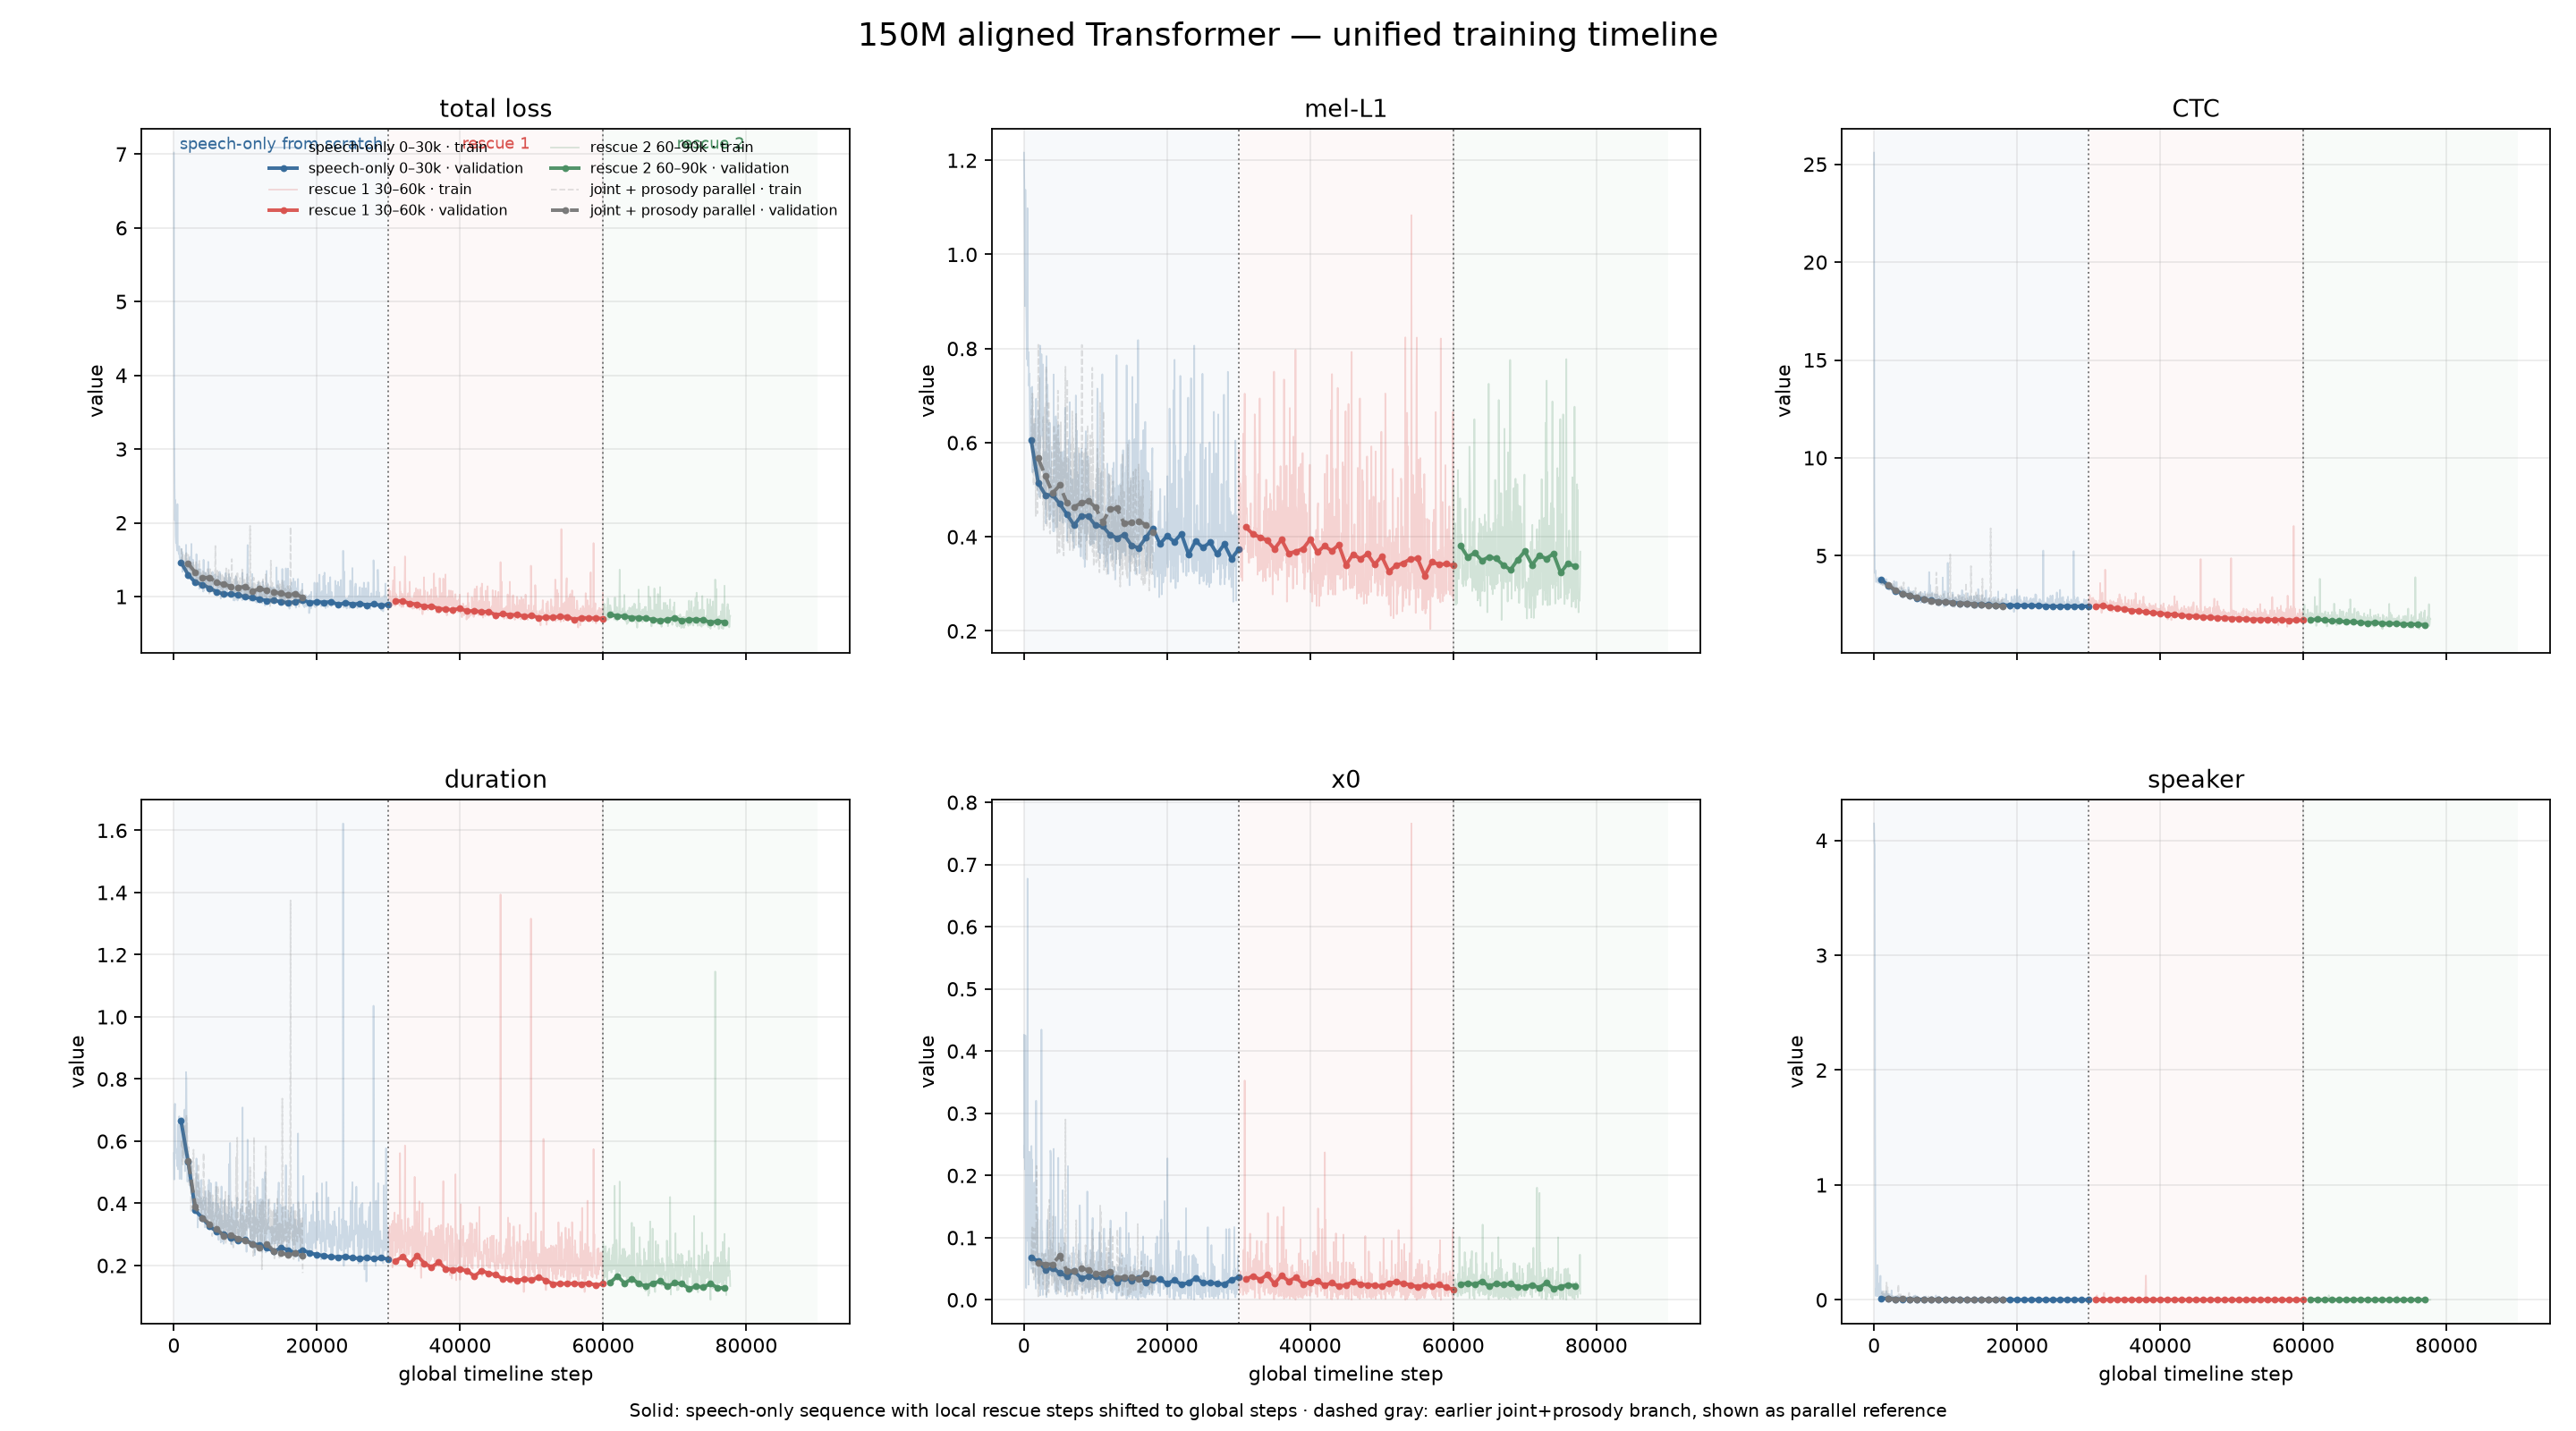 150M aligned Transformer — unified training timeline
total loss
speech-only from scratch
rescue 1
rescue 2
speech-only 0–30k · train
speech-only 0–30k · validation
rescue 1 30–60k · train
rescue 1 30–60k · validation
rescue 2 60–90k · train
rescue 2 60–90k · validation
joint + prosody parallel · train
joint + prosody parallel · validation
value
7
6
5
4
3
2
1
mel-L1
value
1.2
1.0
0.8
0.6
0.4
0.2
CTC
value
25
20
15
10
5
duration
value
1.6
1.4
1.2
1.0
0.8
0.6
0.4
0.2
0 20000 40000 60000 80000
global timeline step
x0
value
0.8
0.7
0.6
0.5
0.4
0.3
0.2
0.1
0.0
0 20000 40000 60000 80000
global timeline step
speaker
value
4
3
2
1
0
0 20000 40000 60000 80000
global timeline step
Solid: speech-only sequence with local rescue steps shifted to global steps · dashed gray: earlier joint+prosody branch, shown as parallel reference